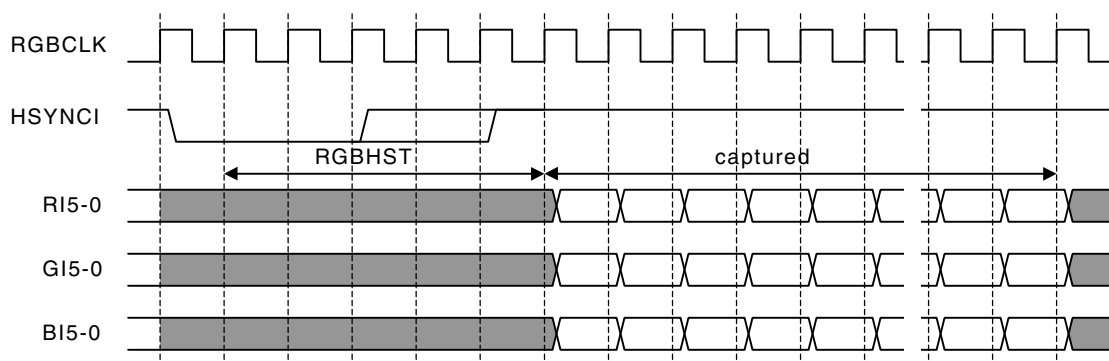 RGBCLK
HSYNCI
RGBHST
captured
RI5-0
GI5-0
BI5-0